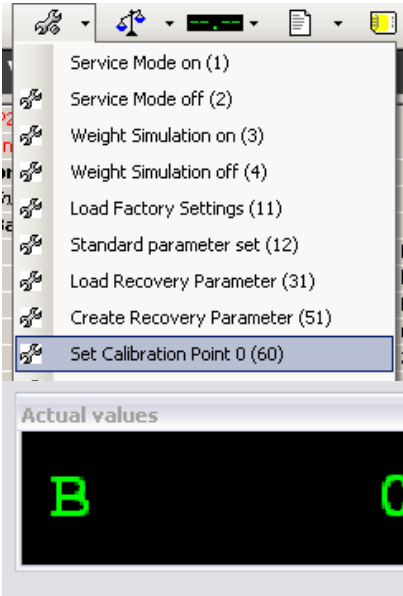 --.--
Service Mode on (1)
Service Mode off (2)
Weight Simulation on (3)
Weight Simulation off (4)
Load Factory Settings (11)
Standard parameter set (12)
Load Recovery Parameter (31)
Create Recovery Parameter (51)
Set Calibration Point 0 (60)
Actual values
B 0